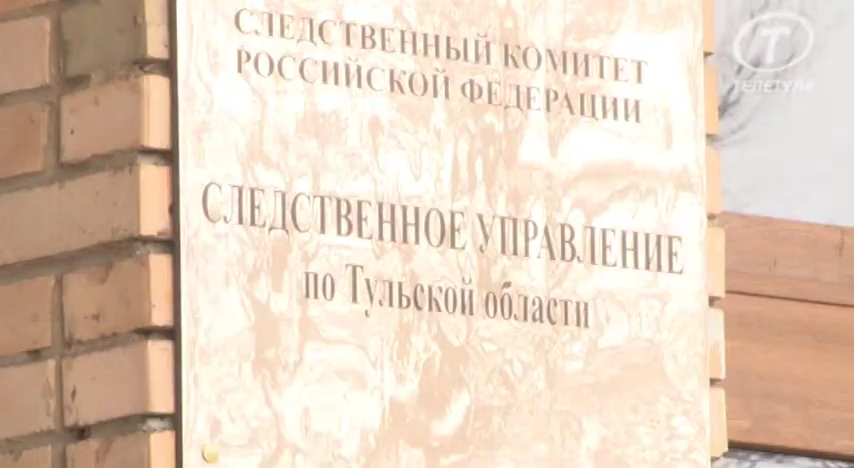 СЛЕДСТВЕННЫЙ КОМИТЕТ
РОССИЙСКОЙ ФЕДЕРАЦИИ
СЛЕДСТВЕННОЕ УПРАВЛЕНИЕ
по Тульской области
Т
ТЕЛЕТУЛА